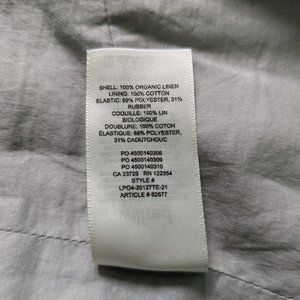 SHELL: 100% ORGANIC LINEN
LINING: 100% COTTON
ELASTIC: 69% POLYESTER, 31%
RUBBER
COQUILLE: 100% LIN
BIOLOGIQUE
DOUBLURE: 100% COTON
ÉLASTIQUE: 69% POLYESTER,
31% CAOUTCHOUC
PO 4500140308
PO 4500140309
PO 4500140310
CA 23725 RN 122354
STYLE #
LPO4-20127TE-21
ARTICLE # 82677